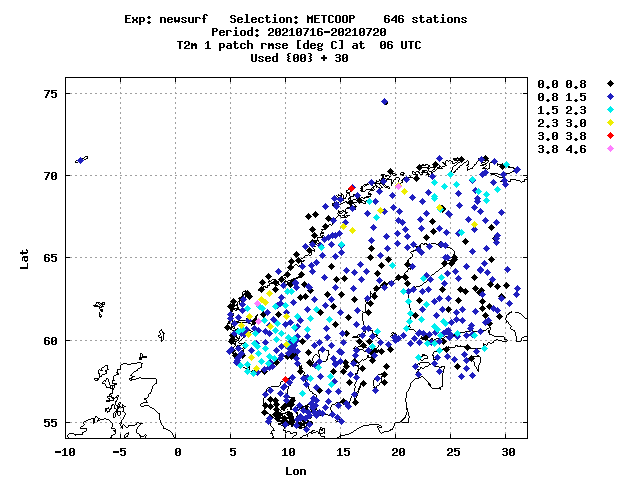 Exp: newsurf   Selection: METCOOP    646 stations
Period: 20210716-20210720
T2m 1 patch rmse [deg C] at  06 UTC
Used {00} + 30
0.0 0.8
0.8 1.5
1.5 2.3
2.3 3.0
3.0 3.8
3.8 4.6
75
70
65
60
55
Lat
-10 -5 0 5 10 15 20 25 30
Lon